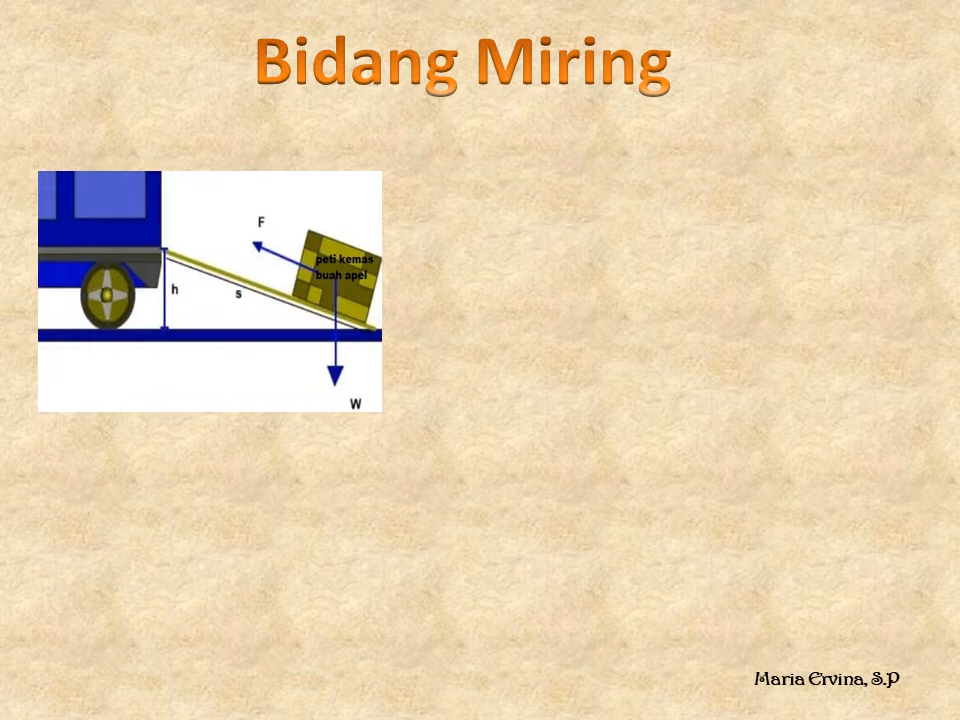 Bidang Miring
F
peti kemas
buah apel
h
s
W
Maria Ervina, S.P